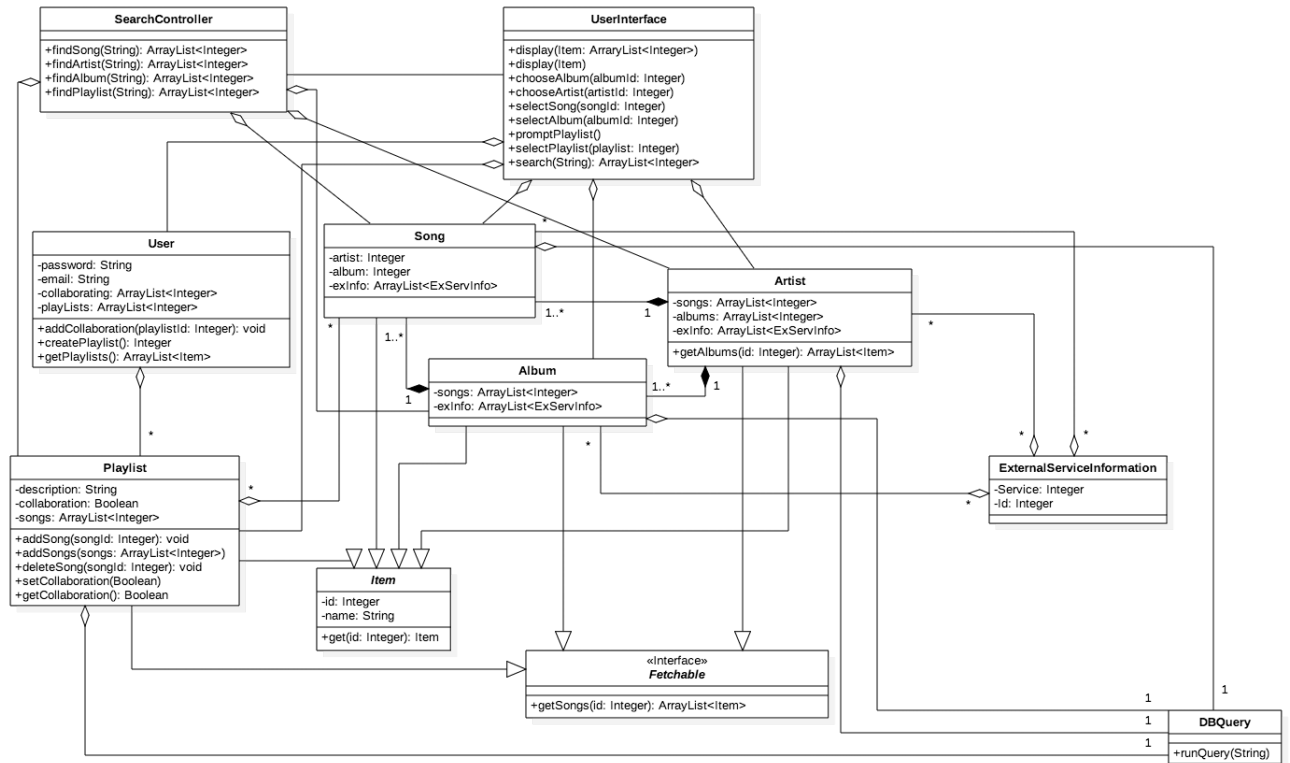 SearchController
+findSong(String): ArrayList<Integer>
+findArtist(String): ArrayList<Integer>
+findAlbum(String): ArrayList<Integer>
+findPlaylist(String): ArrayList<Integer>
UserInterface
+display(Item: ArraryList<Integer>)
+display(Item)
+chooseAlbum(albumId: Integer)
+chooseArtist(artistId: Integer)
+selectSong(songId: Integer)
+selectAlbum(albumId: Integer)
+promptPlaylist()
+selectPlaylist(playlist: Integer)
+search(String): ArrayList<Integer>
User
-password: String
-email: String
-collaborating: ArrayList<Integer>
-playLists: ArrayList<Integer>
+addCollaboration(playlistId: Integer): void
+createPlaylist(): Integer
+getPlaylists(): ArrayList<Item>
*
Song
-artist: Integer
-album: Integer
-exInfo: ArrayList<ExServInfo>
*
*
1..*
1..*
1
Artist
-songs: ArrayList<Integer>
-albums: ArrayList<Integer>
-exInfo: ArrayList<ExServInfo>
+getAlbums(id: Integer): ArrayList<Item>
*
1..*
1
Album
-songs: ArrayList<Integer>
-exInfo: ArrayList<ExServInfo>
1
*
*
*
*
ExternalServiceInformation
-Service: Integer
-Id: Integer
Playlist
-description: String
-collaboration: Boolean
-songs: ArrayList<Integer>
+addSong(songId: Integer): void
+addSongs(songs: ArrayList<Integer>)
+deleteSong(songId: Integer): void
+setCollaboration(Boolean)
+getCollaboration(): Boolean
*
Item
-id: Integer
-name: String
+get(id: Integer): Item
«Interface»
Fetchable
+getSongs(id: Integer): ArrayList<Item>
1
1
1
1
DBQuery
+runQuery(String)